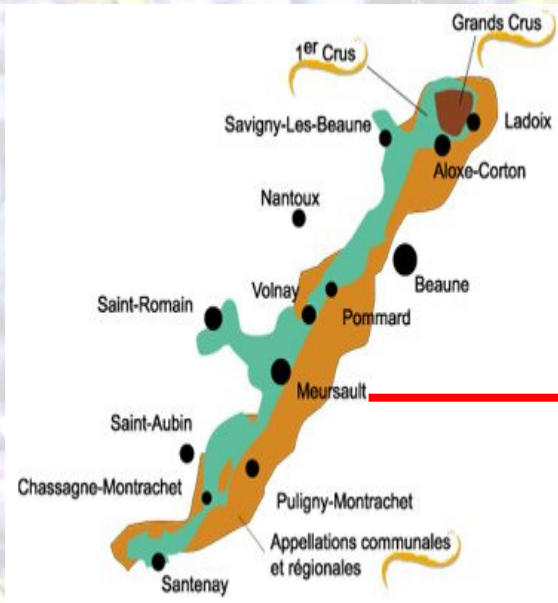 Grands Crus
1er Crus
Savigny-Les-Beaune
Ladoix
Aloxe-Corton
Nantoux
Beaune
Volnay
Pommard
Saint-Romain
Meursault
Saint-Aubin
Chassagne-Montrachet
Puligny-Montrachet
Appellations communales
et régionales
Santenay